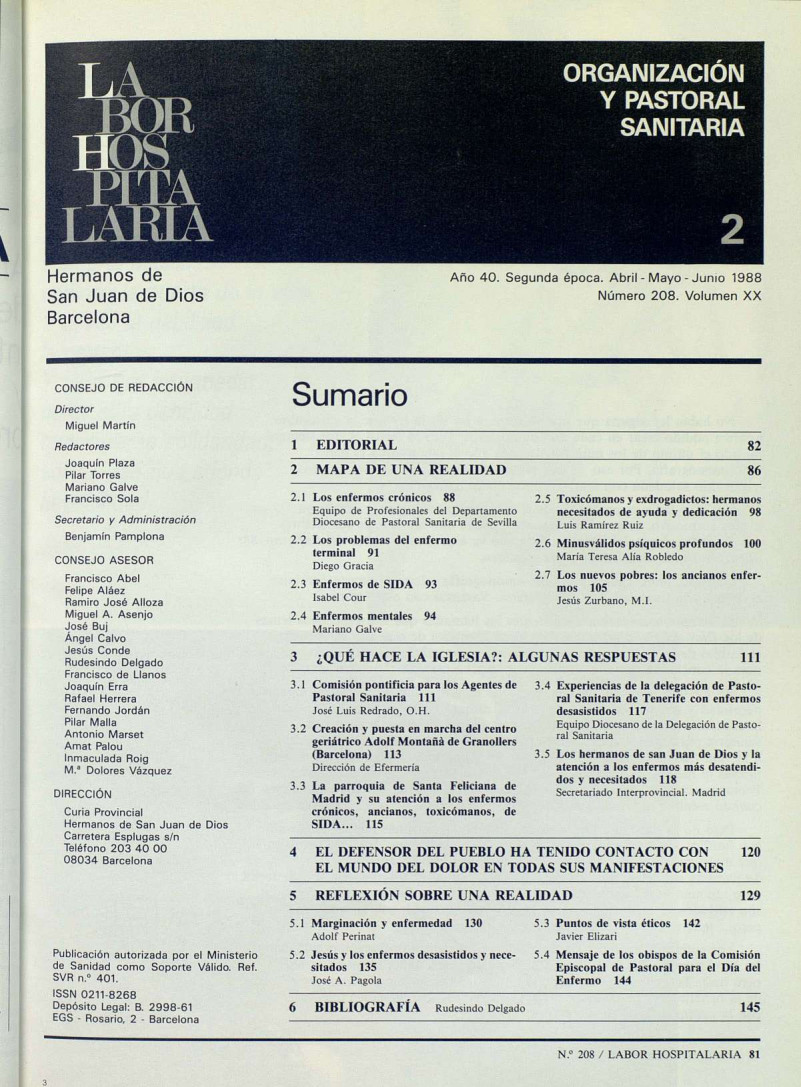 LA
BOR
HOS
PITA
LARIA
ORGANIZACIÓN
Y PASTORAL
SANITARIA
2
Hermanos de
San Juan de Dios
Barcelona
Año 40. Segunda época. Abril - Mayo - Junio 1988
Número 208. Volumen XX
CONSEJO DE REDACCIÓN
Director
Miguel Martín
Redactores
Joaquín Plaza
Pilar Torres
Mariano Galve
Francisco Sola
Secretario y Administración
Benjamín Pamplona
CONSEJO ASESOR
Francisco Abel
Felipe Aláez
Ramiro José Alloza
Miguel A. Asenjo
José Buj
Ángel Calvo
Jesús Conde
Rudesindo Delgado
Francisco de Llanos
Joaquín Erra
Rafael Herrera
Fernando Jordán
Pilar Malla
Antonio Marset
Amat Palou
Inmaculada Roig
M.ª Dolores Vázquez
DIRECCIÓN
Curia Provincial
Hermanos de San Juan de Dios
Carretera Esplugas s/n
Teléfono 203 40 00
08034 Barcelona
Publicación autorizada por el Ministerio
de Sanidad como Soporte Válido. Ref.
SVR n.º 401.
ISSN 0211-8268
Depósito Legal: B. 2998-61
EGS - Rosario, 2 - Barcelona
Sumario
1 EDITORIAL 82
2 MAPA DE UNA REALIDAD 86
2.1 Los enfermos crónicos 88
Equipo de Profesionales del Departamento
Diocesano de Pastoral Sanitaria de Sevilla
2.2 Los problemas del enfermo
terminal 91
Diego Gracia
2.3 Enfermos de SIDA 93
Isabel Cour
2.4 Enfermos mentales 94
Mariano Galve
2.5 Toxicómanos y exdrogadictos: hermanos
necesitados de ayuda y dedicación 98
Luis Ramírez Ruiz
2.6 Minusválidos psíquicos profundos 100
María Teresa Alía Robledo
2.7 Los nuevos pobres: los ancianos enfer-
mos 105
Jesús Zurbano, M.I.
3 ¿QUÉ HACE LA IGLESIA?: ALGUNAS RESPUESTAS 111
3.1 Comisión pontificia para los Agentes de
Pastoral Sanitaria 111
José Luis Redrado, O.H.
3.2 Creación y puesta en marcha del centro
geriátrico Adolf Montañà de Granollers
(Barcelona) 113
Dirección de Efermería
3.3 La parroquia de Santa Feliciana de
Madrid y su atención a los enfermos
crónicos, ancianos, toxicómanos, de
SIDA... 115
3.4 Experiencias de la delegación de Pasto-
ral Sanitaria de Tenerife con enfermos
desasistidos 117
Equipo Diocesano de la Delegación de Pasto-
ral Sanitaria
3.5 Los hermanos de san Juan de Dios y la
atención a los enfermos más desatendi-
dos y necesitados 118
Secretariado Interprovincial. Madrid
4 EL DEFENSOR DEL PUEBLO HA TENIDO CONTACTO CON 120
EL MUNDO DEL DOLOR EN TODAS SUS MANIFESTACIONES
5 REFLEXIÓN SOBRE UNA REALIDAD 129
5.1 Marginación y enfermedad 130
Adolf Perinat
5.2 Jesús y los enfermos desasistidos y nece-
sitados 135
José A. Pagola
5.3 Puntos de vista éticos 142
Javier Elizari
5.4 Mensaje de los obispos de la Comisión
Episcopal de Pastoral para el Día del
Enfermo 144
6 BIBLIOGRAFÍA Rudesindo Delgado 145
N.º 208 / LABOR HOSPITALARIA 81
3